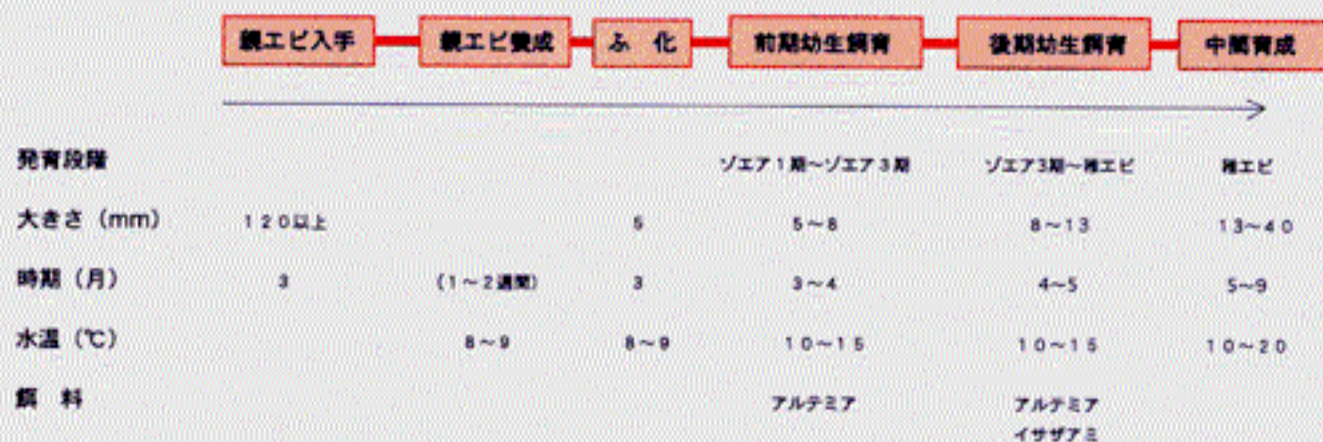 親エビ入手 親エビ養成 ふ 化 前期幼生飼育 後期幼生飼育 中間育成
発育段階 ゾエア1期~ゾエア3期 ゾエア3期~稚エビ 稚エビ
大きさ（mm） 120以上 5 5~8 8~13 13~40
時期（月） 3 (1~2週間) 3 3~4 4~5 5~9
水温（℃） 8~9 8~9 10~15 10~15 10~20
餌 料 アルテミア アルテミア
イサザアミ